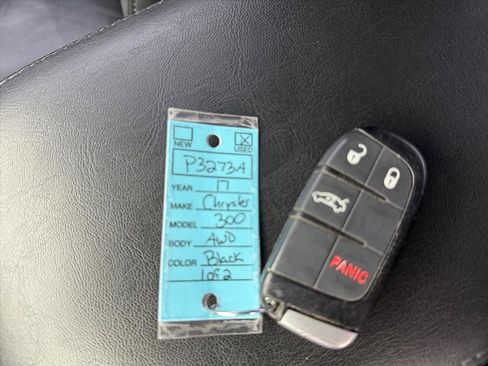 NEW USED
P3273A
YEAR 17
MAKE Chrysler
MODEL 300
BODY AWD
COLOR Black
1 of 2
PANIC